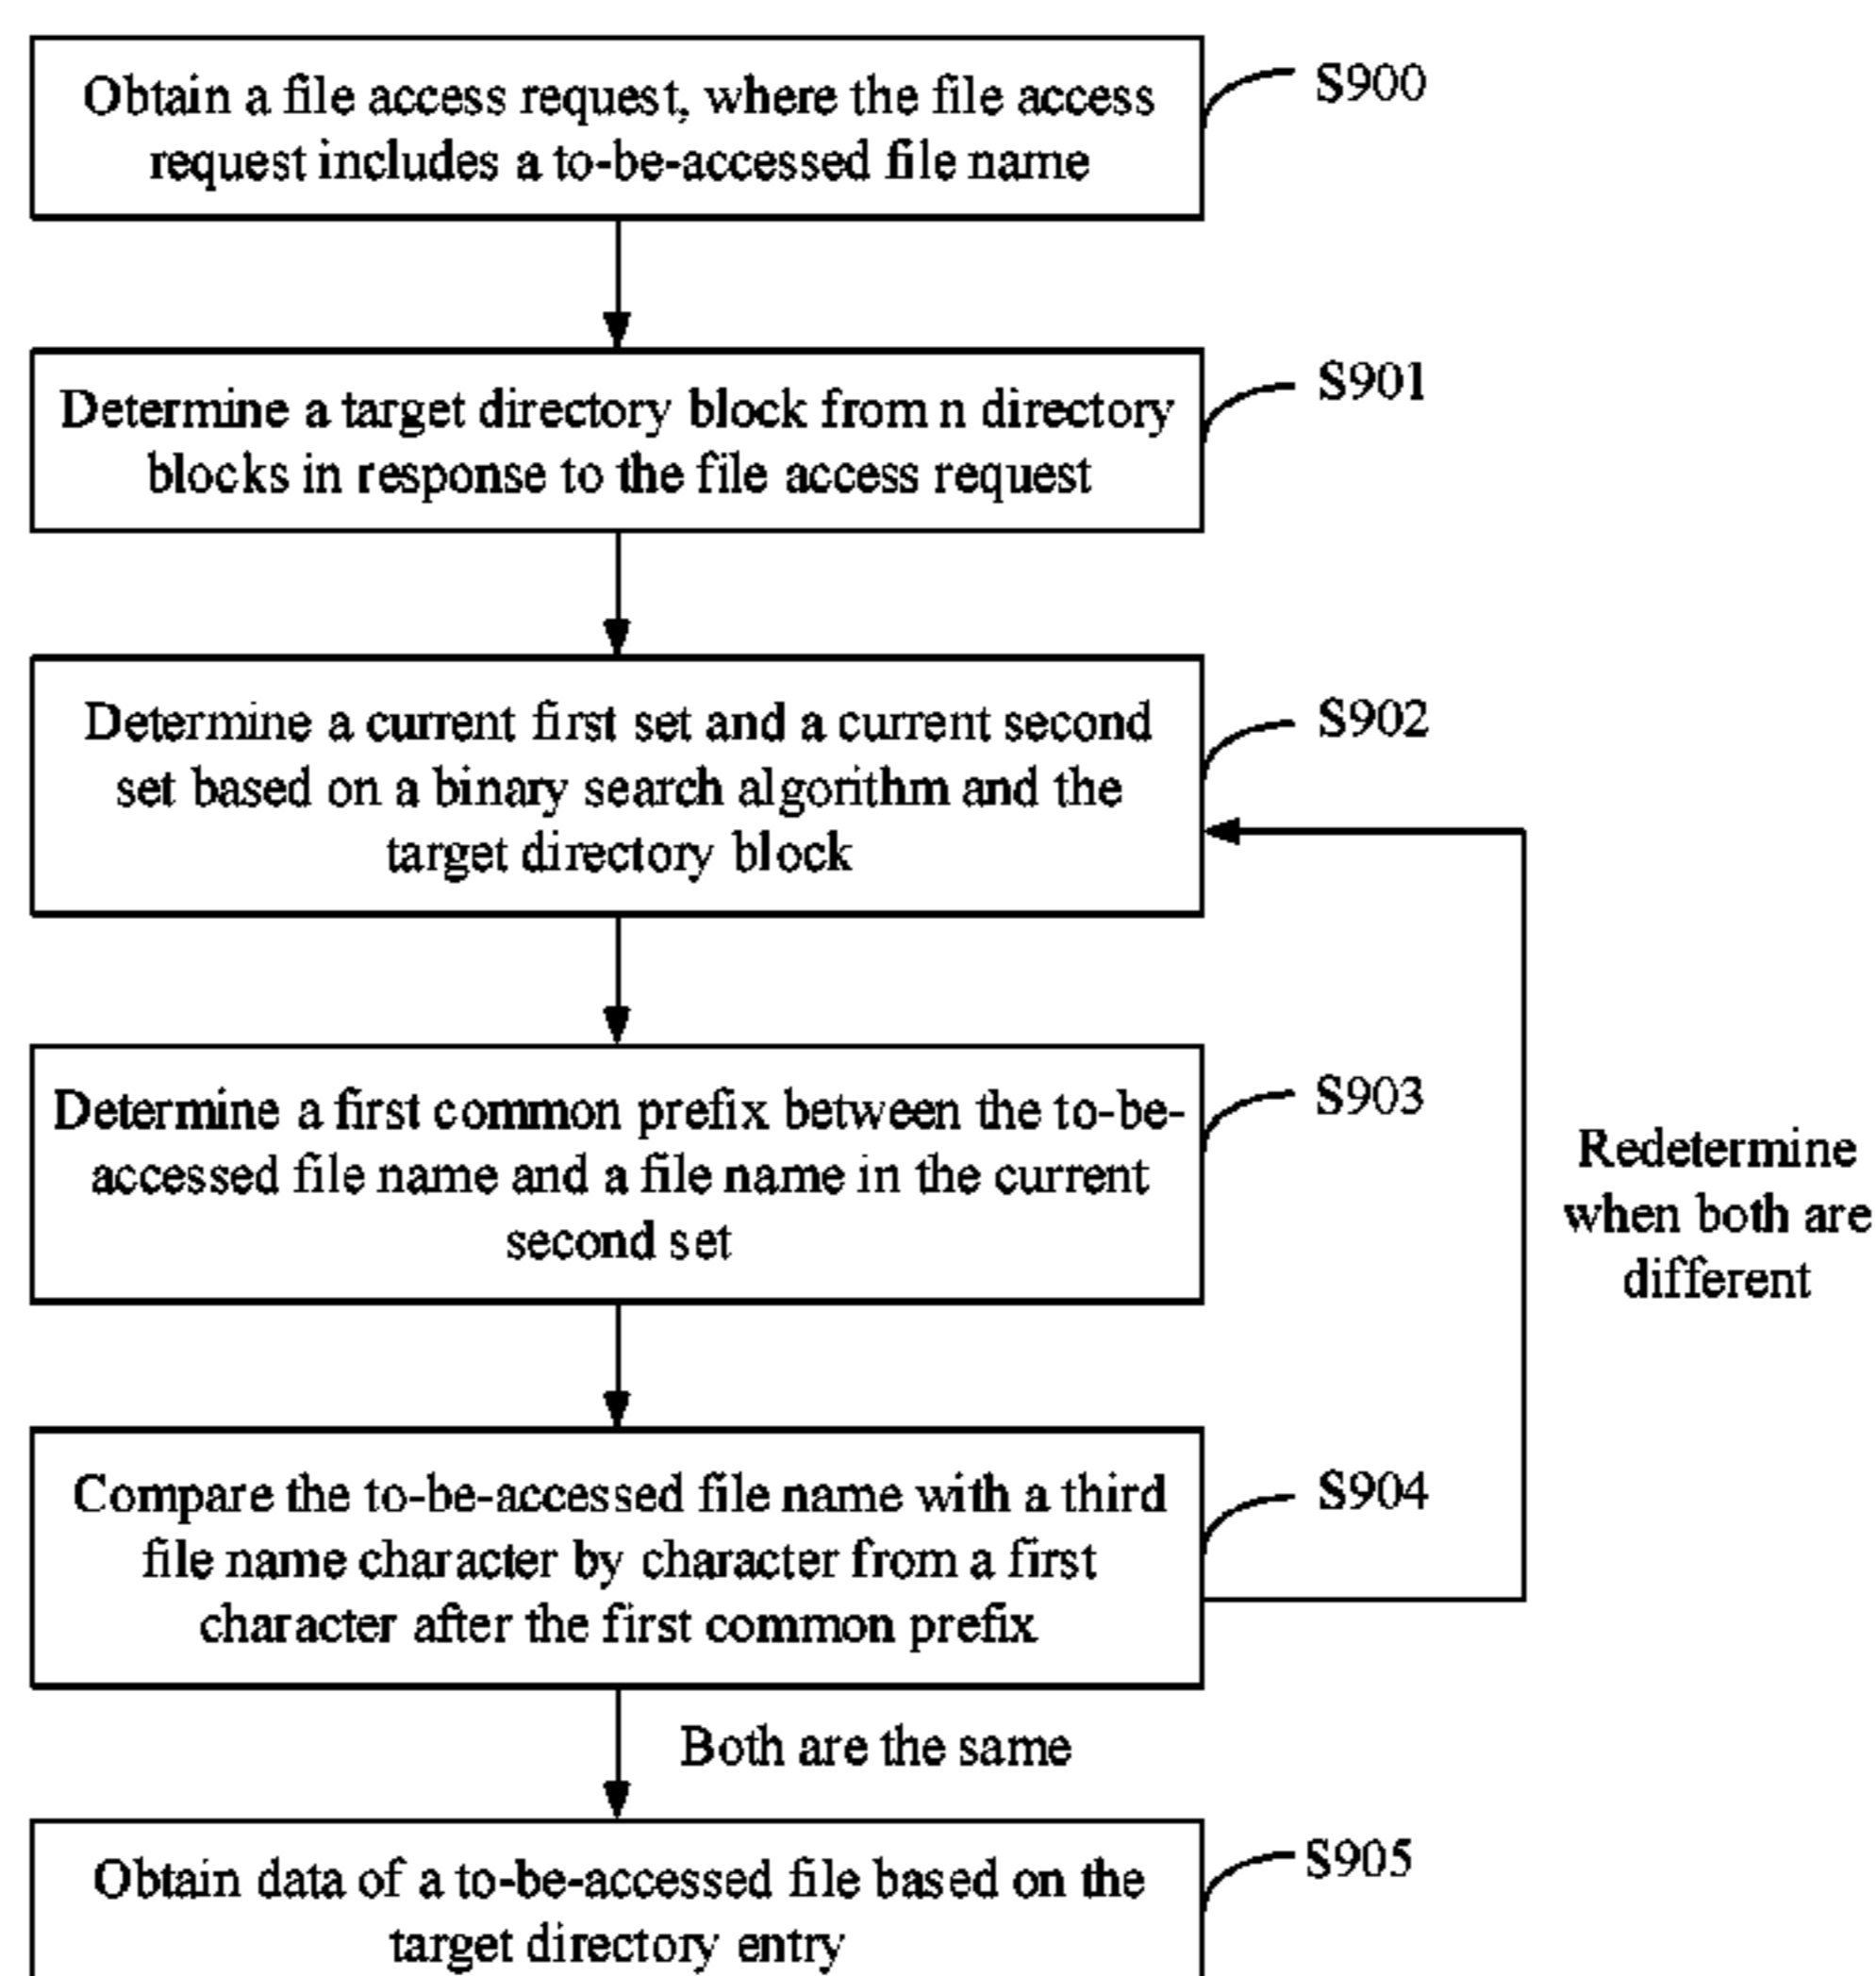 Obtain a file access request, where the file access
request includes a to-be-accessed file name
S900
Determine a target directory block from n directory
blocks in response to the file access request
S901
Determine a current first set and a current second
set based on a binary search algorithm and the
target directory block
S902
Determine a first common prefix between the to-be-
accessed file name and a file name in the current
second set
S903
Redetermine
when both are
different
Compare the to-be-accessed file name with a third
file name character by character from a first
character after the first common prefix
S904
Both are the same
Obtain data of a to-be-accessed file based on the
target directory entry
S905